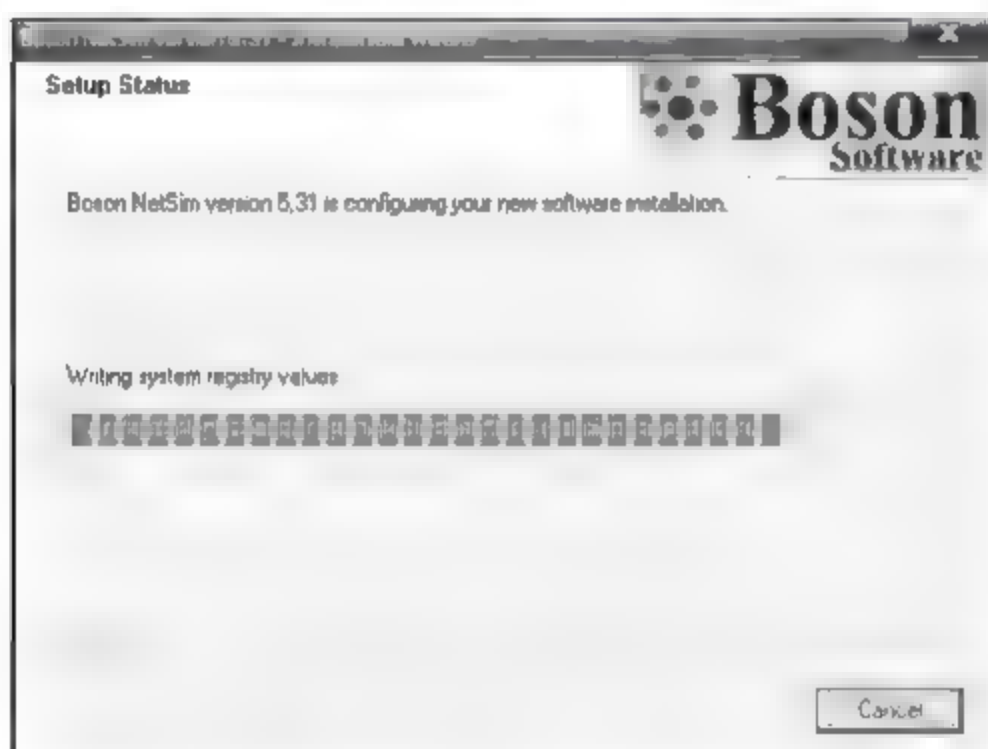 Setup Status
Boson
Software
Boson NetSim version 5,31 is configuring your new software installation.
Writing system registry values
Cancel